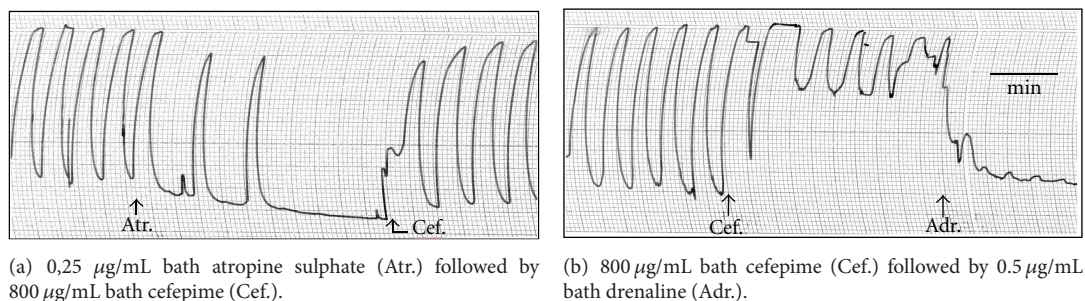 Atr.
Cef.
min
Cef.
Adr.
(a) 0,25 μg/mL bath atropine sulphate (Atr.) followed by
800 μg/mL bath cefepime (Cef.).
(b) 800 μg/mL bath cefepime (Cef.) followed by 0.5 μg/mL
bath drenaline (Adr.).